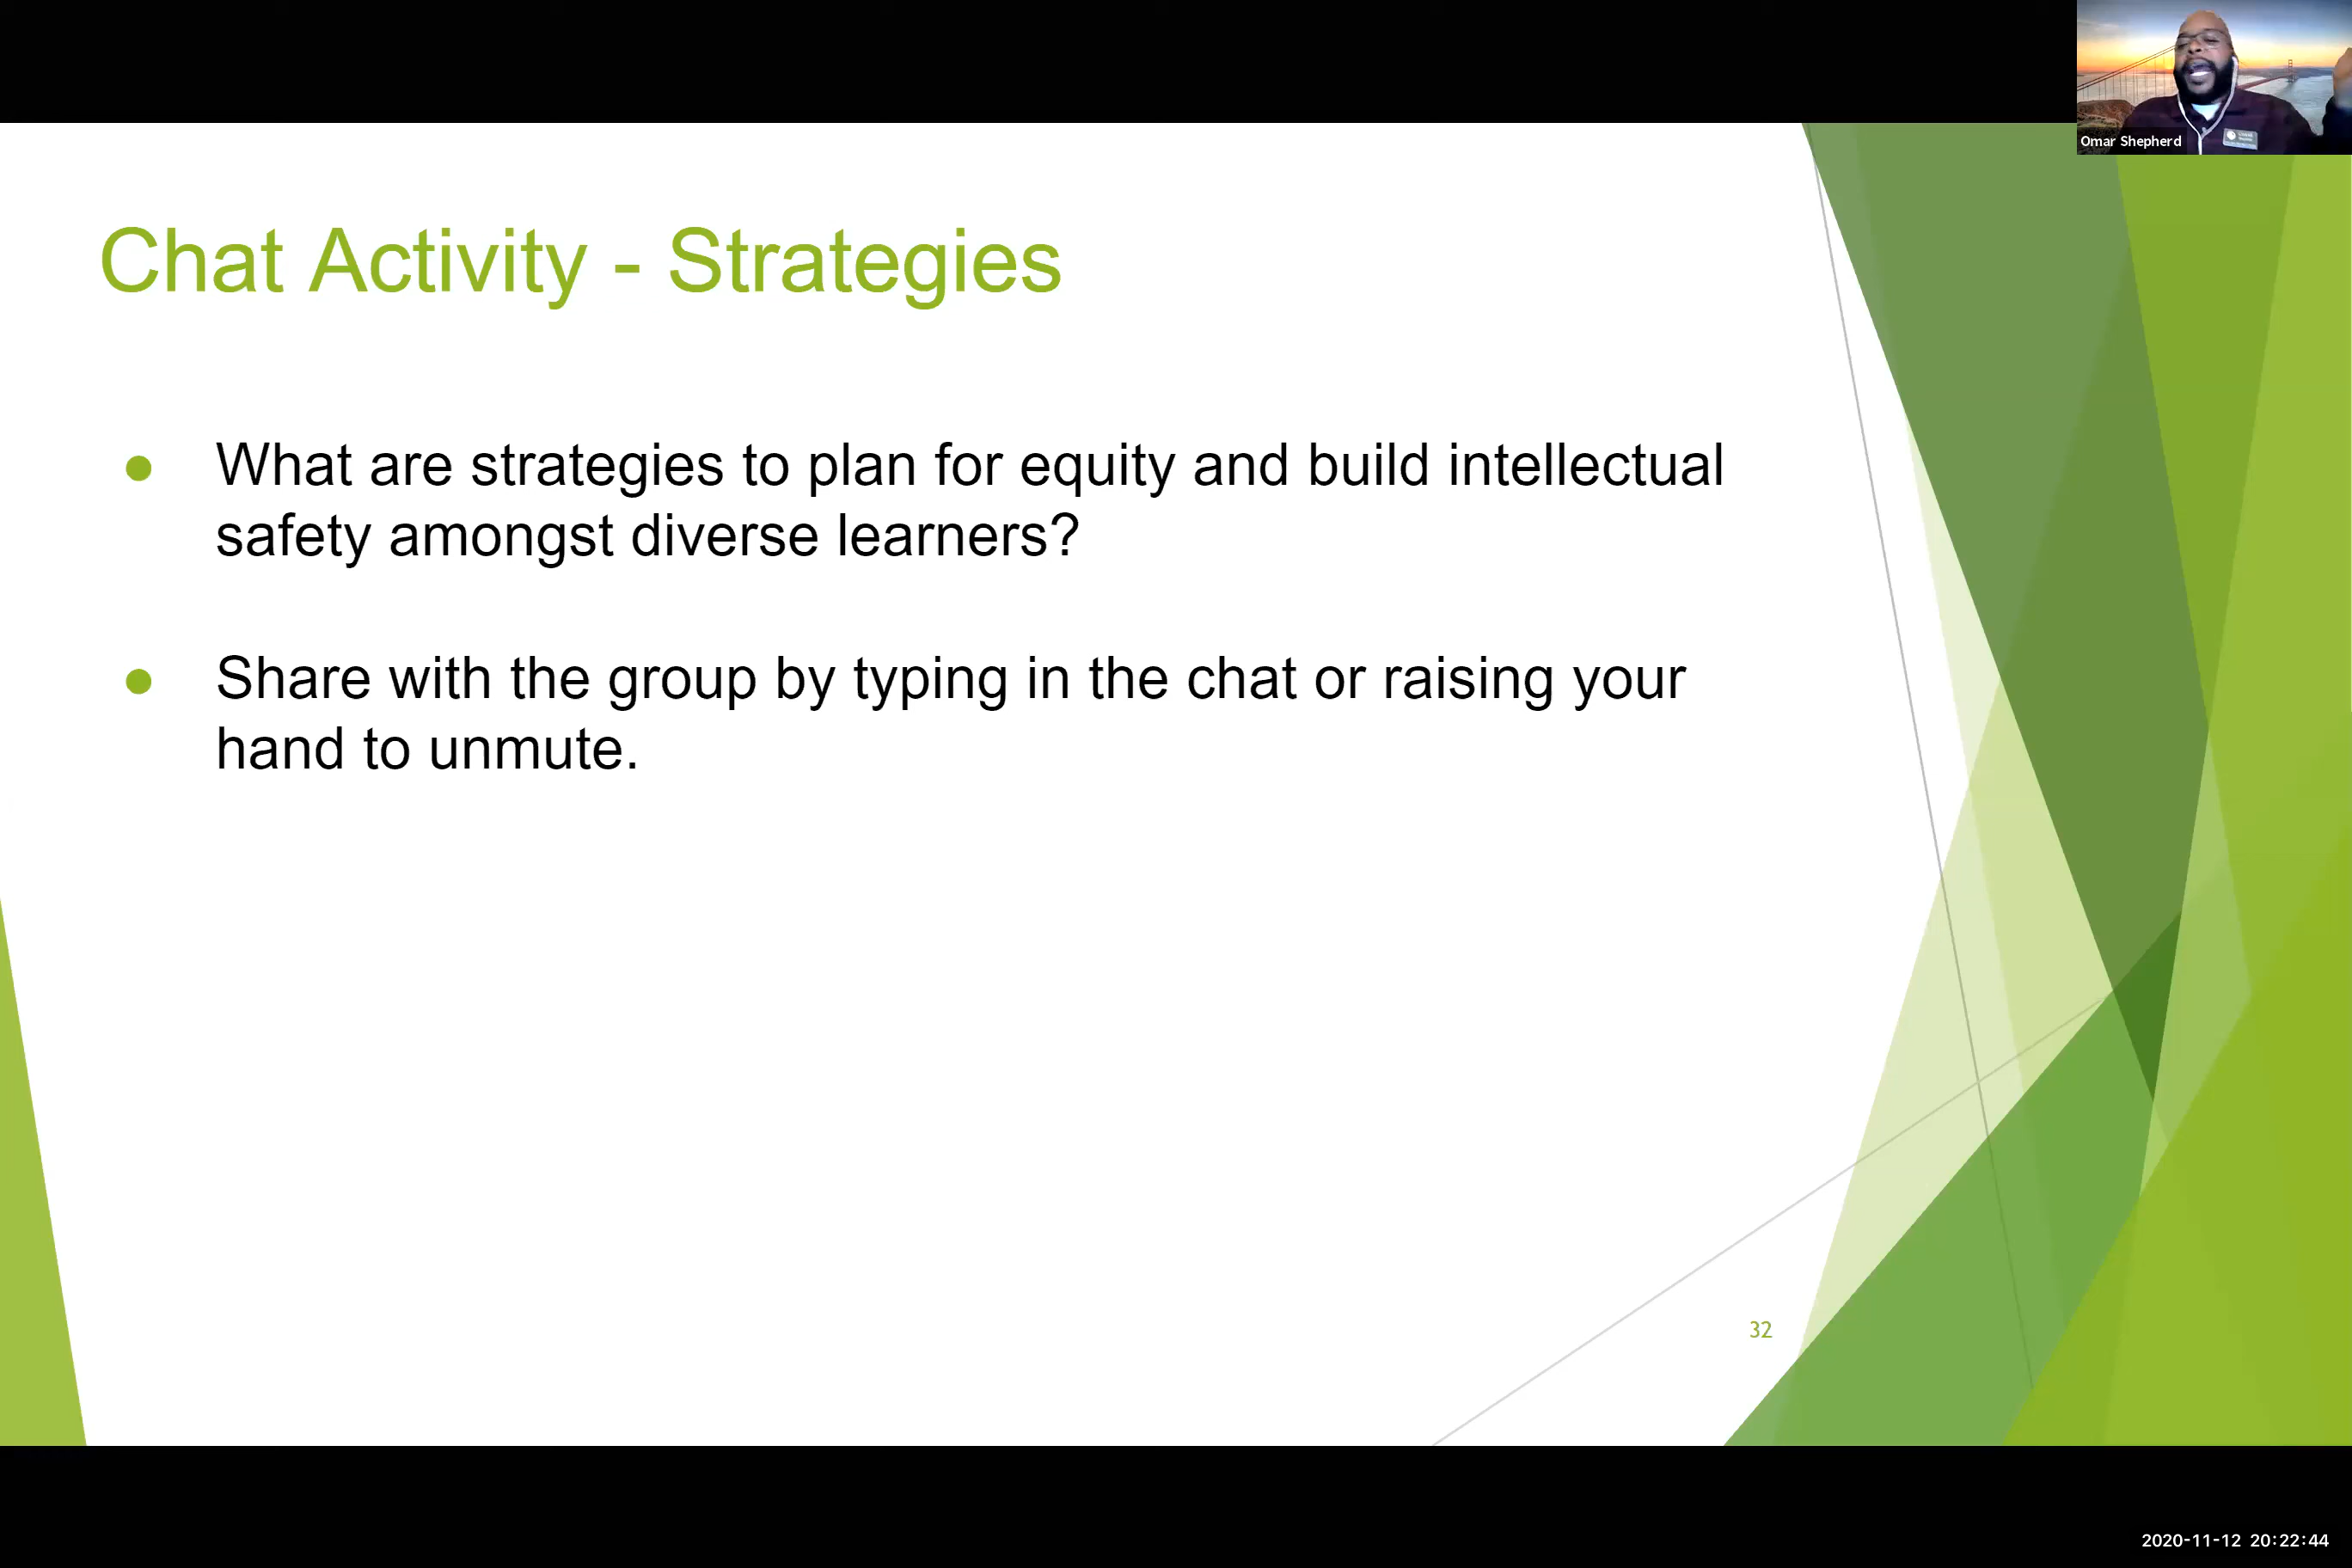 Omar Shepherd
Chat Activity - Strategies
● What are strategies to plan for equity and build intellectual
safety amongst diverse learners?
● Share with the group by typing in the chat or raising your
hand to unmute.
32
2020-11-12 20:22:44